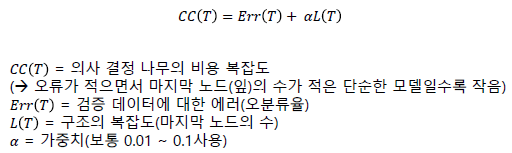 CC(T) = Err(T) + αL(T)
CC(T) = 의사 결정 나무의 비용 복잡도
(→ 오류가 적으면서 마지막 노드(잎)의 수가 적은 단순한 모델일수록 작음)
Err(T) = 검증 데이터에 대한 에러(오분류율)
L(T) = 구조의 복잡도(마지막 노드의 수)
α = 가중치(보통 0.01 ~ 0.1사용)